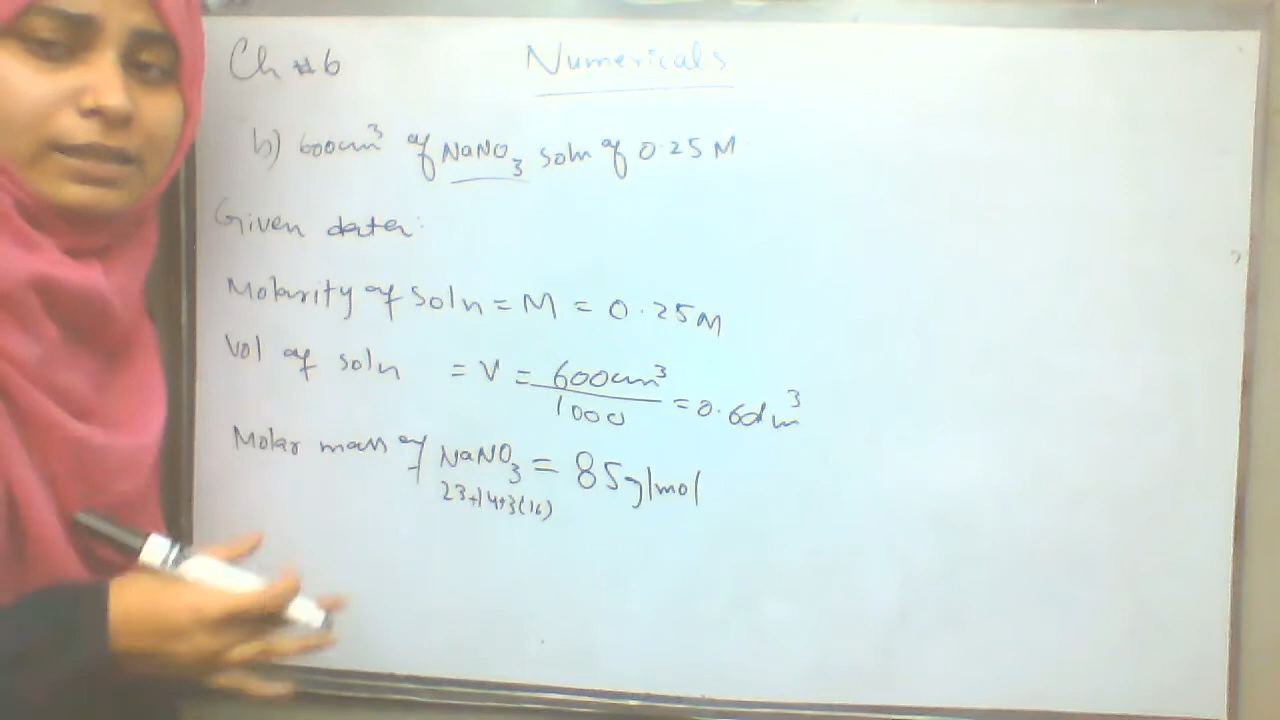 Ch # 6
Numericals
b) 600cm³ of NaNO₃ soln of 0.25 M
Given data:
Molarity of soln = M = 0.25M
Vol of soln = V = 600cm³/1000 = 0.6dm³
Molar mass of NaNO₃ = 85g/mol
23+14+3(16)